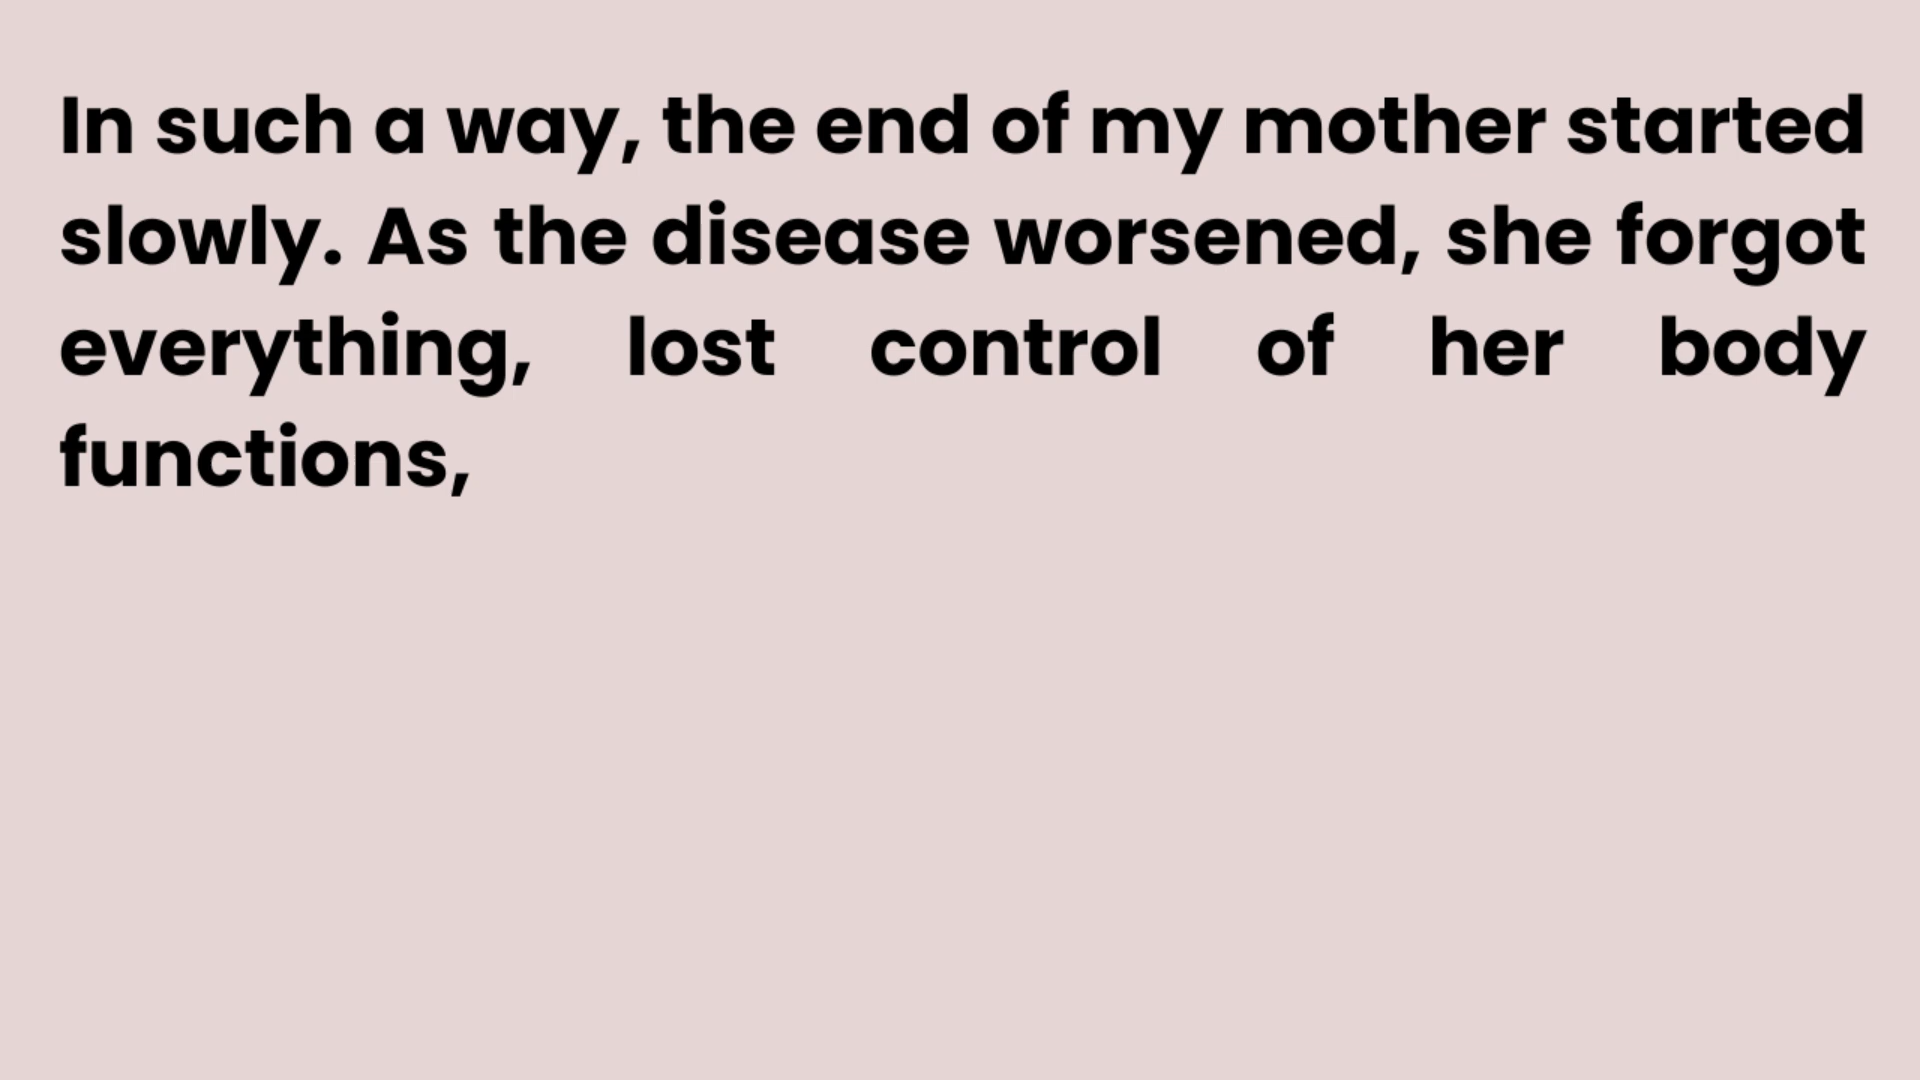 In such a way, the end of my mother started
slowly. As the disease worsened, she forgot
everything, lost control of her body
functions,